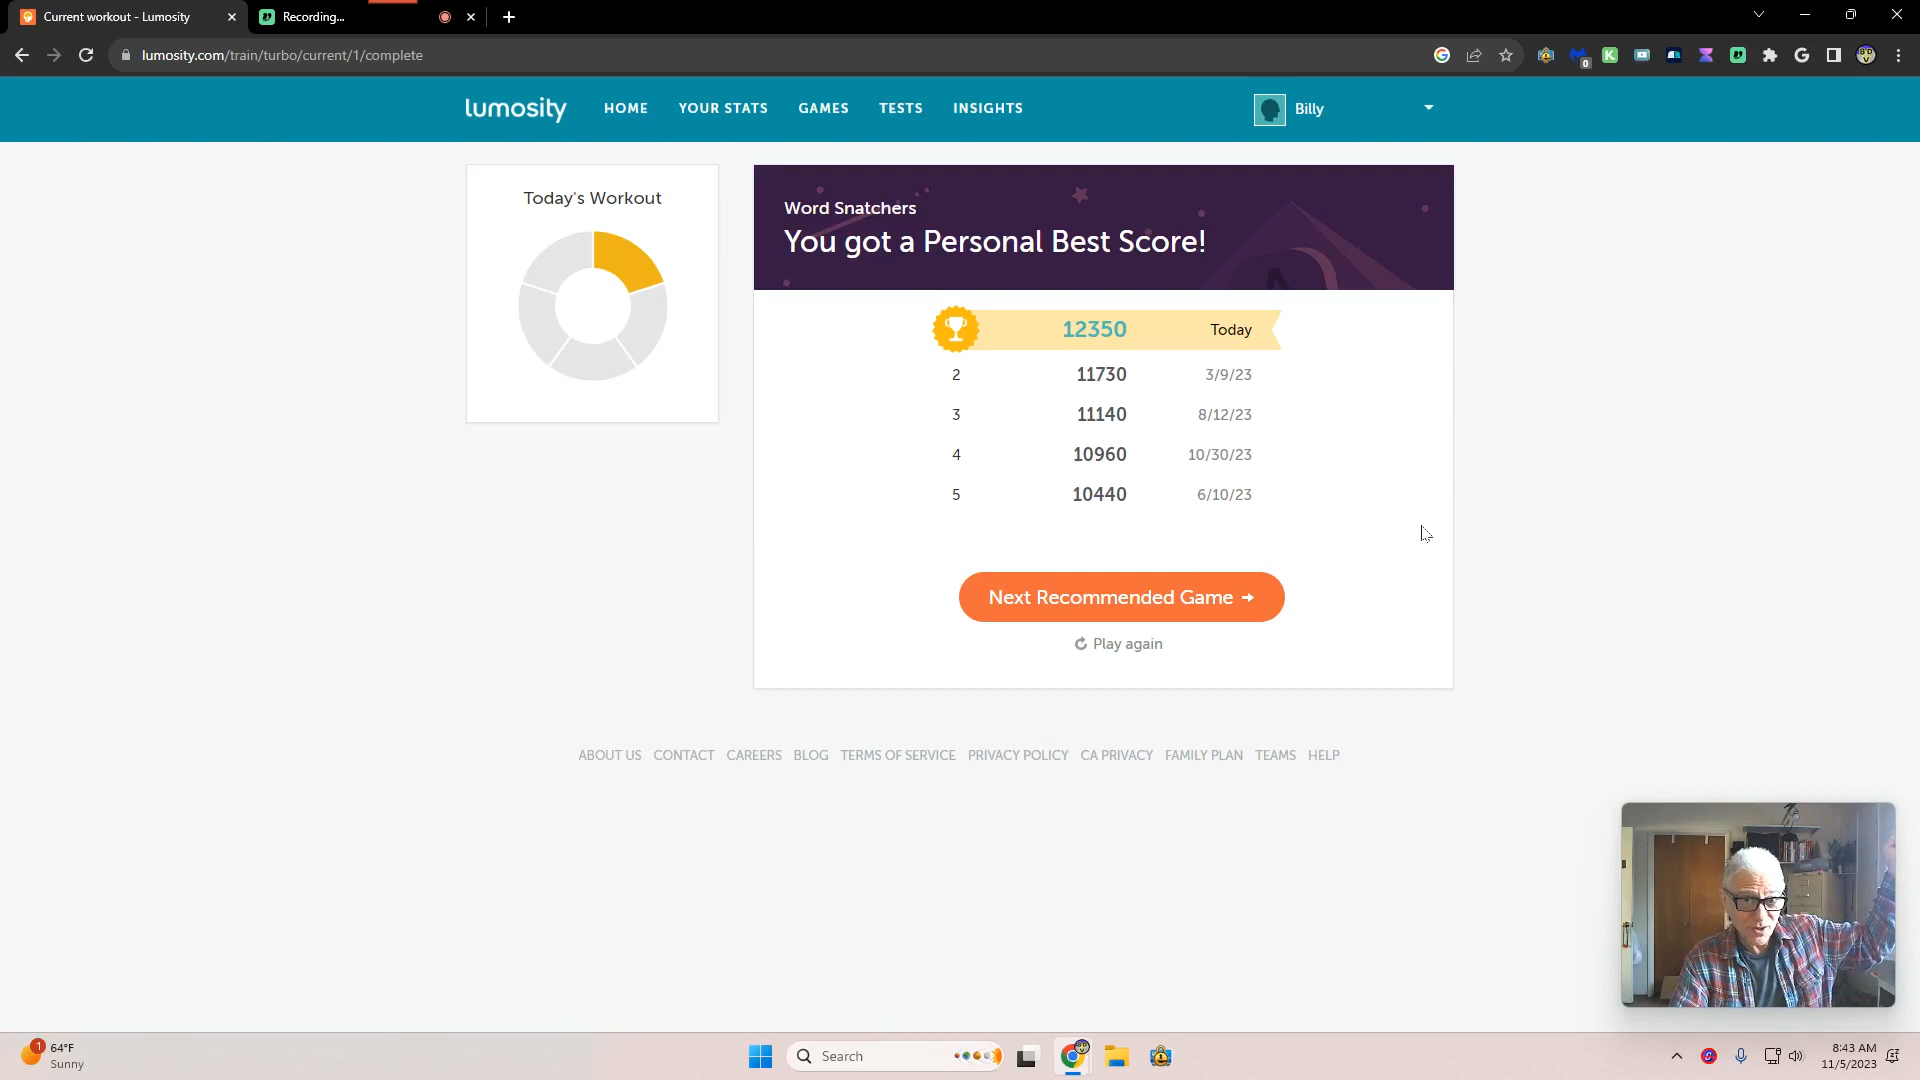 Current workout - Lumosity
Recording...
lumosity.com/train/turbo/current/1/complete
0
lumosity
HOME
YOUR STATS
GAMES
TESTS
INSIGHTS
Billy
Today's Workout
Word Snatchers
You got a Personal Best Score!
12350 Today
2 11730 3/9/23
3 11140 8/12/23
4 10960 10/30/23
5 10440 6/10/23
Next Recommended Game
Play again
ABOUT US CONTACT CAREERS BLOG TERMS OF SERVICE PRIVACY POLICY CA PRIVACY FAMILY PLAN TEAMS HELP
1
64°F
Sunny
Search
8:43 AM
11/5/2023